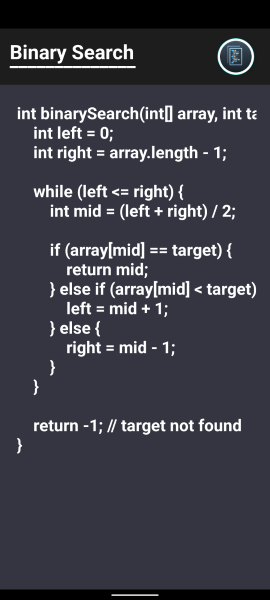 Binary Search
int binarySearch(int[] array, int ta
int left = 0;
int right = array.length - 1;
while (left <= right) {
int mid = (left + right) / 2;
if (array[mid] == target) {
return mid;
} else if (array[mid] < target)
left = mid + 1;
} else {
right = mid - 1;
}
}
return -1; // target not found
}